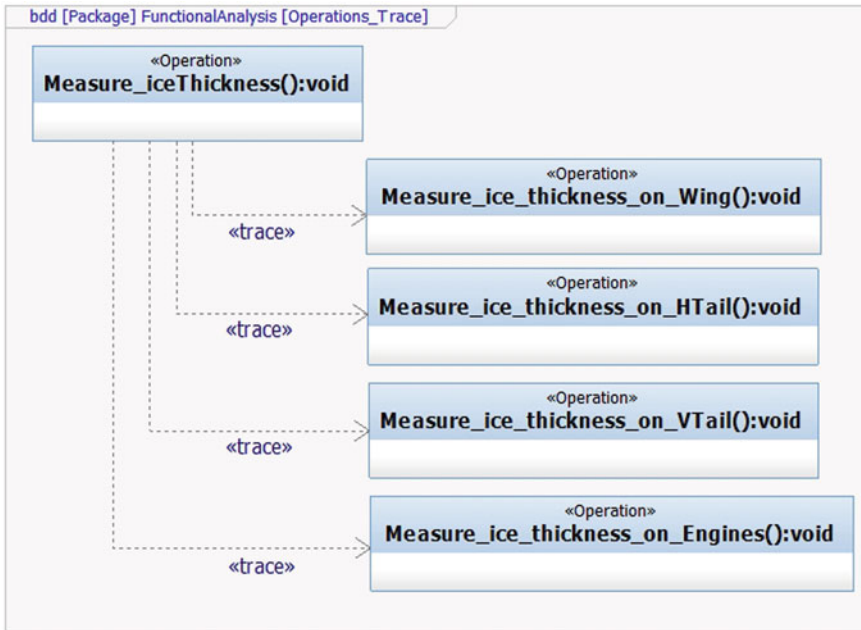 bdd [Package] FunctionalAnalysis [Operations_Trace]
«Operation»
Measure_iceThickness():void
«Operation»
Measure_ice_thickness_on_Wing():void
«trace»
«Operation»
Measure_ice_thickness_on_HTail():void
«trace»
«Operation»
Measure_ice_thickness_on_VTail():void
«trace»
«Operation»
Measure_ice_thickness_on_Engines():void
«trace»